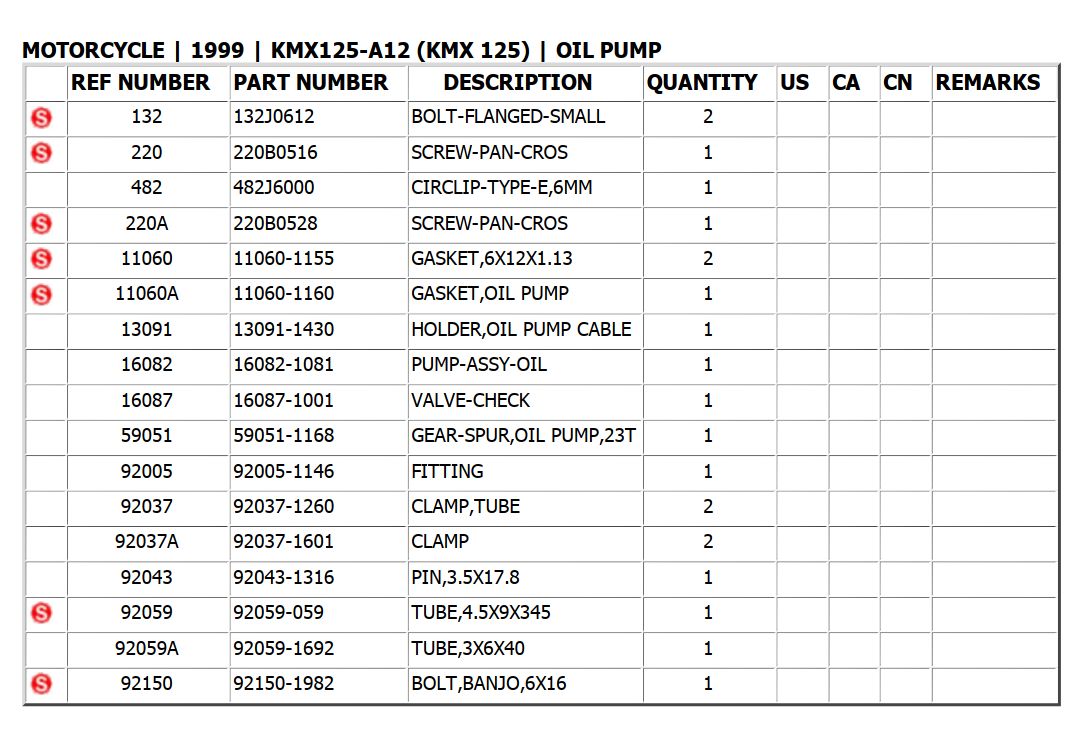 MOTORCYCLE | 1999 | KMX125-A12 (KMX 125) | OIL PUMP
REF NUMBER PART NUMBER DESCRIPTION QUANTITY US CA CN REMARKS
S 132 132J0612 BOLT-FLANGED-SMALL 2
S 220 220B0516 SCREW-PAN-CROS 1
482 482J6000 CIRCLIP-TYPE-E,6MM 1
S 220A 220B0528 SCREW-PAN-CROS 1
S 11060 11060-1155 GASKET,6X12X1.13 2
S 11060A 11060-1160 GASKET,OIL PUMP 1
13091 13091-1430 HOLDER,OIL PUMP CABLE 1
16082 16082-1081 PUMP-ASSY-OIL 1
16087 16087-1001 VALVE-CHECK 1
59051 59051-1168 GEAR-SPUR,OIL PUMP,23T 1
92005 92005-1146 FITTING 1
92037 92037-1260 CLAMP,TUBE 2
92037A 92037-1601 CLAMP 2
92043 92043-1316 PIN,3.5X17.8 1
S 92059 92059-059 TUBE,4.5X9X345 1
92059A 92059-1692 TUBE,3X6X40 1
S 92150 92150-1982 BOLT,BANJO,6X16 1